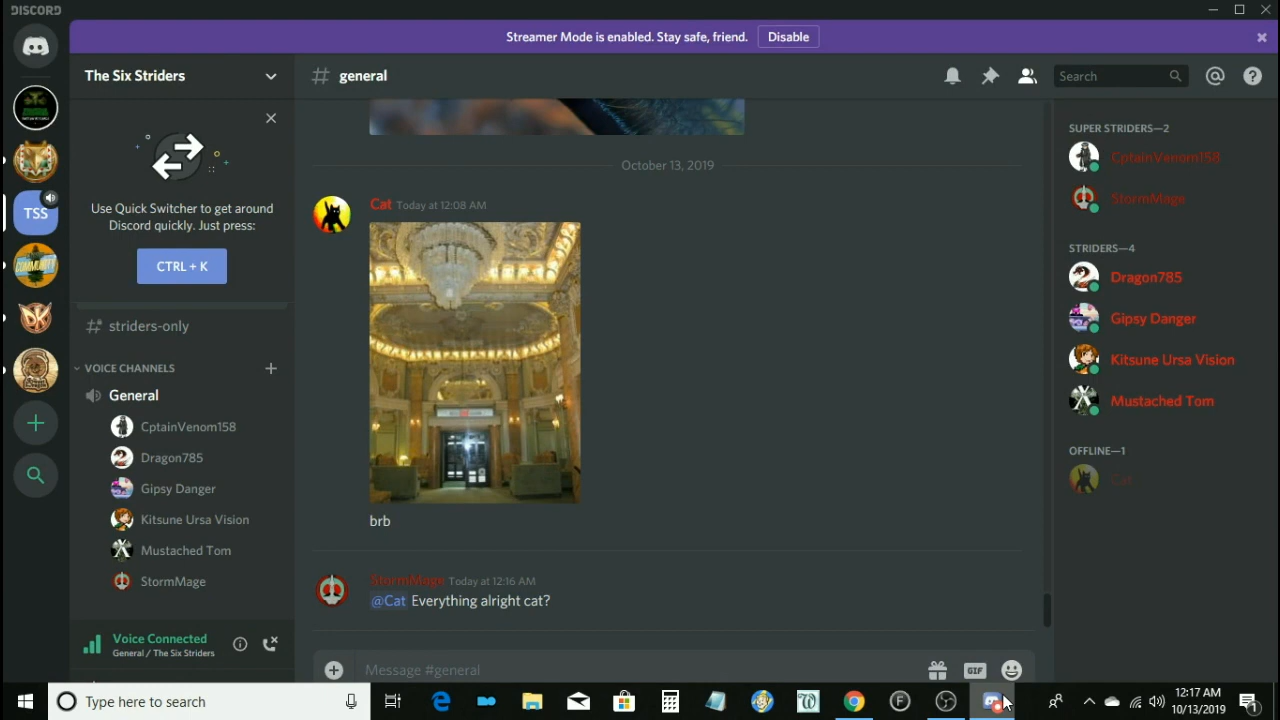 DISCORD
Streamer Mode is enabled. Stay safe, friend.
Disable
The Six Striders
# general
Search
Use Quick Switcher to get around
Discord quickly. Just press:
CTRL + K
TSS
COMMUNITY
DK
striders-only
VOICE CHANNELS
General
CptainVenom158
Dragon785
Gipsy Danger
Kitsune Ursa Vision
Mustached Tom
StormMage
Voice Connected
General / The Six Striders
October 13, 2019
Cat Today at 12:08 AM
brb
StormMage Today at 12:16 AM
@Cat Everything alright cat?
Message #general
GIF
SUPER STRIDERS—2
CptainVenom158
StormMage
STRIDERS—4
Dragon785
Gipsy Danger
Kitsune Ursa Vision
Mustached Tom
OFFLINE—1
Cat
Type here to search
12:17 AM
10/13/2019
1